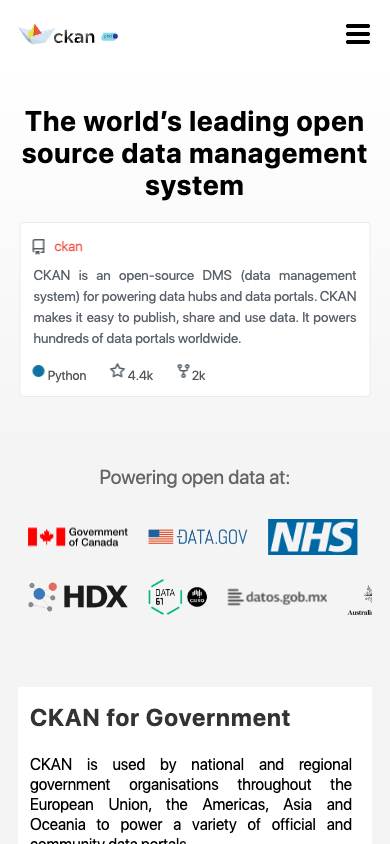 ckan
The world's leading open
source data management
system
ckan
CKAN is an open-source DMS (data management
system) for powering data hubs and data portals. CKAN
makes it easy to publish, share and use data. It powers
hundreds of data portals worldwide.
Python 4.4k 2k
Powering open data at:
Government of Canada DATA.GOV NHS
HDX DATA 61 CSIRO datos.gob.mx
CKAN for Government
CKAN is used by national and regional
government organisations throughout the
European Union, the Americas, Asia and
Oceania to power a variety of official and
community data portals.